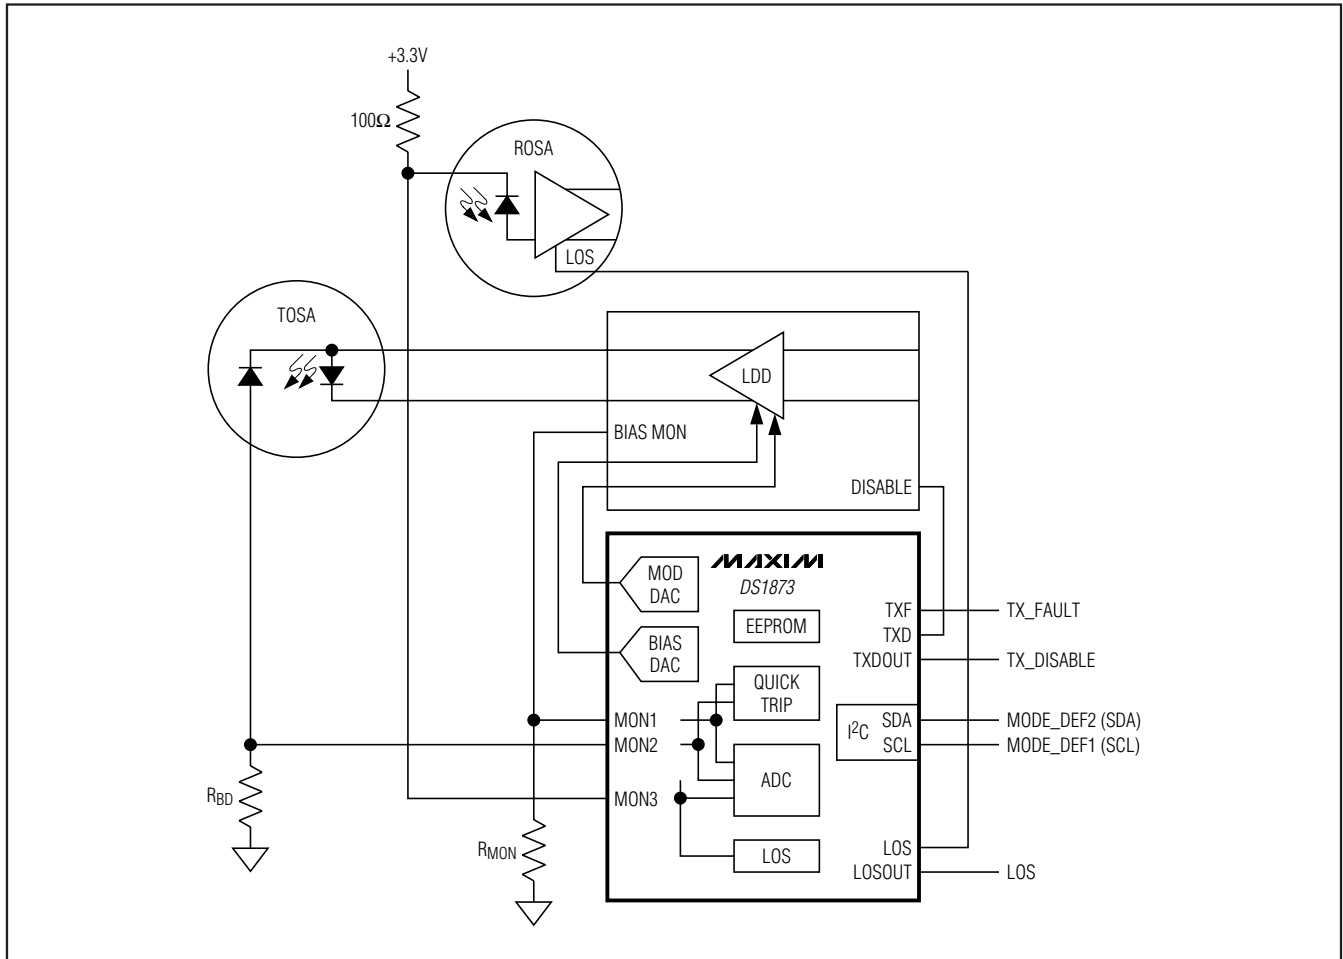 +3.3V
100Ω
ROSA
LOS
TOSA
LDD
BIAS MON
DISABLE
MAXIM
DS1873
MOD
DAC
EEPROM
BIAS
DAC
QUICK
TRIP
TXF
TX_FAULT
TXD
TXDOUT
TX_DISABLE
MON1
MON2
MON3
I²C
SDA
SCL
MODE_DEF2 (SDA)
MODE_DEF1 (SCL)
ADC
RBD
RMON
LOS
LOS
LOSOUT
LOS